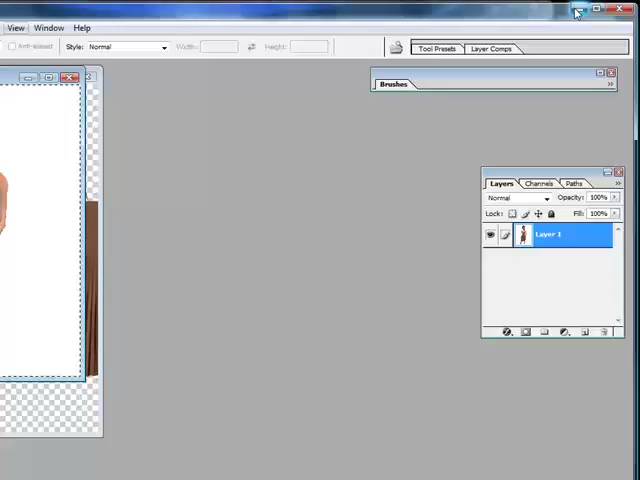 View Window Help
Anti-aliased Style: Normal Width: Height: Tool Presets Layer Comps
Brushes
Layers Channels Paths
Normal Opacity: 100%
Lock: Fill: 100%
Layer 1